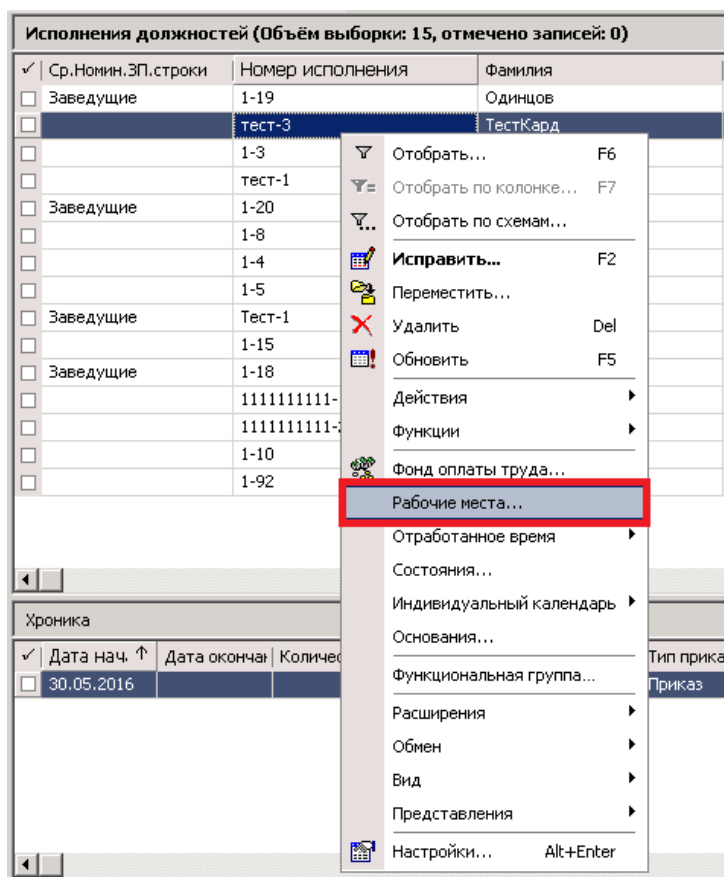 Исполнения должностей (Объём выборки: 15, отмечено записей: 0)
Ср.Номин.ЗП.строки Номер исполнения Фамилия
Заведущие 1-19 Одинцов
тест-3 ТестКард
1-3
тест-1
Заведущие 1-20
1-8
1-4
1-5
Заведущие Тест-1
1-15
Заведущие 1-18
1111111111-
1111111111-
1-10
1-92
Отобрать... F6
Отобрать по колонке... F7
Отобрать по схемам...
Исправить... F2
Переместить...
Удалить Del
Обновить F5
Действия
Функции
Фонд оплаты труда...
Рабочие места...
Отработанное время
Состояния...
Индивидуальный календарь
Основания...
Функциональная группа...
Расширения
Обмен
Вид
Представления
Настройки... Alt+Enter
Хроника
Дата нач. Дата окончан Количес Тип прика
30.05.2016 Приказ